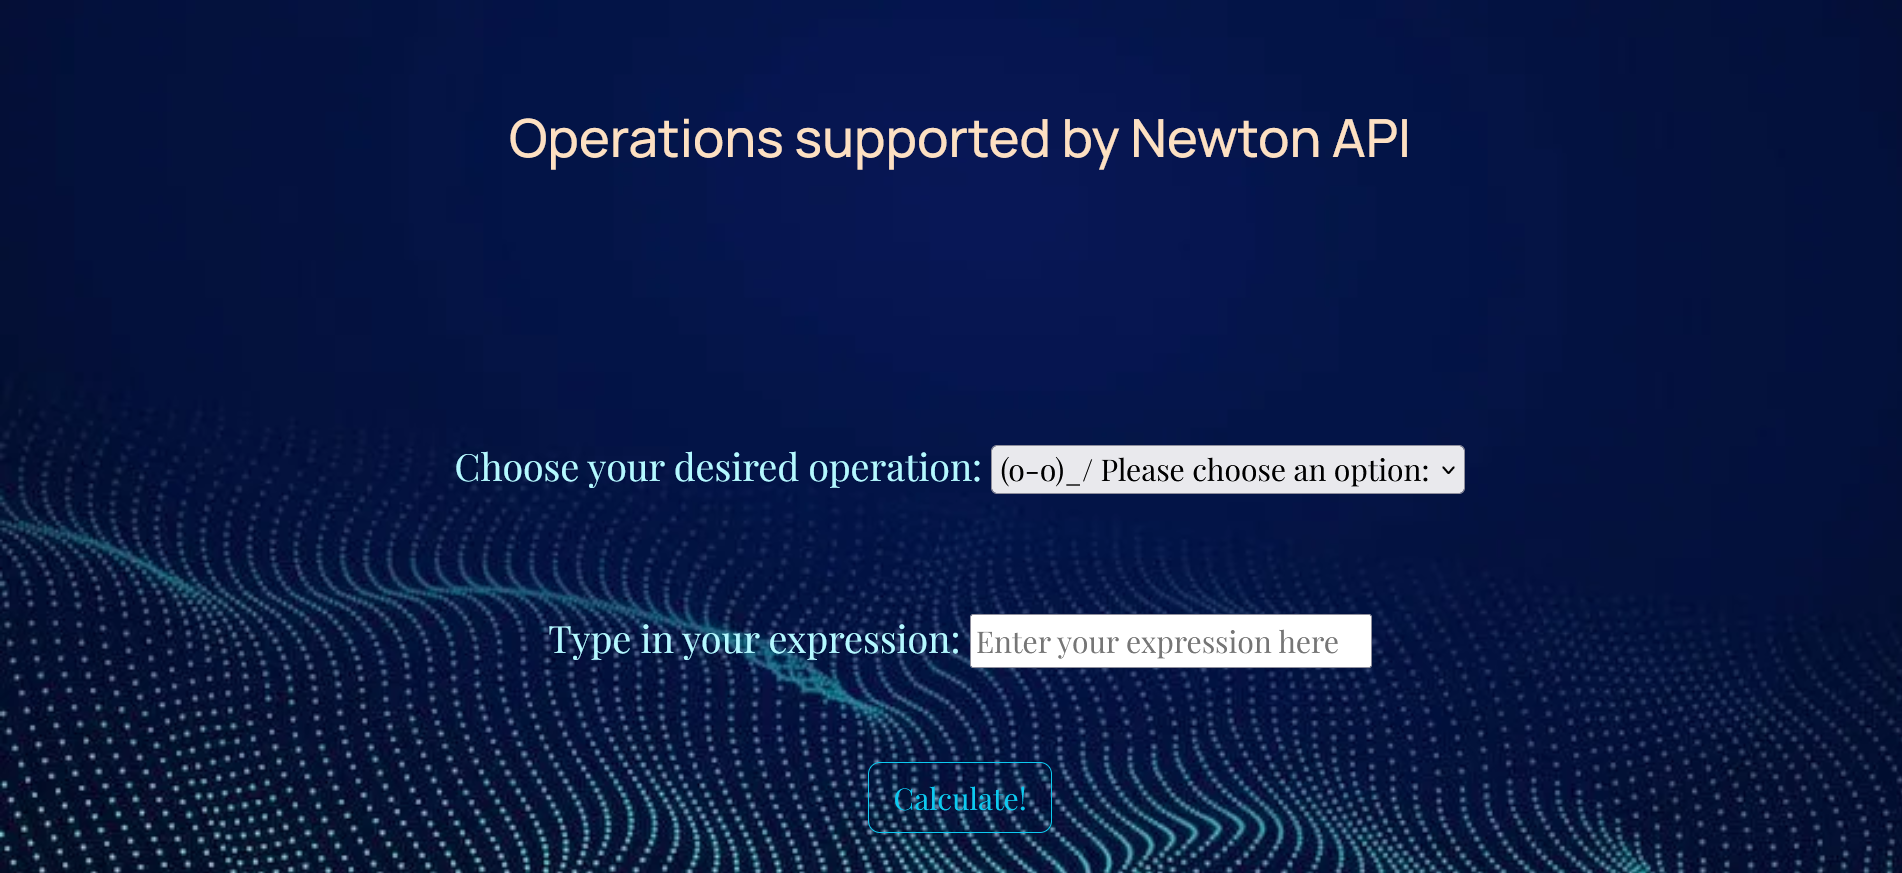 Operations supported by Newton API
Choose your desired operation: (o-o)_/ Please choose an option:
Type in your expression: Enter your expression here
Calculate!